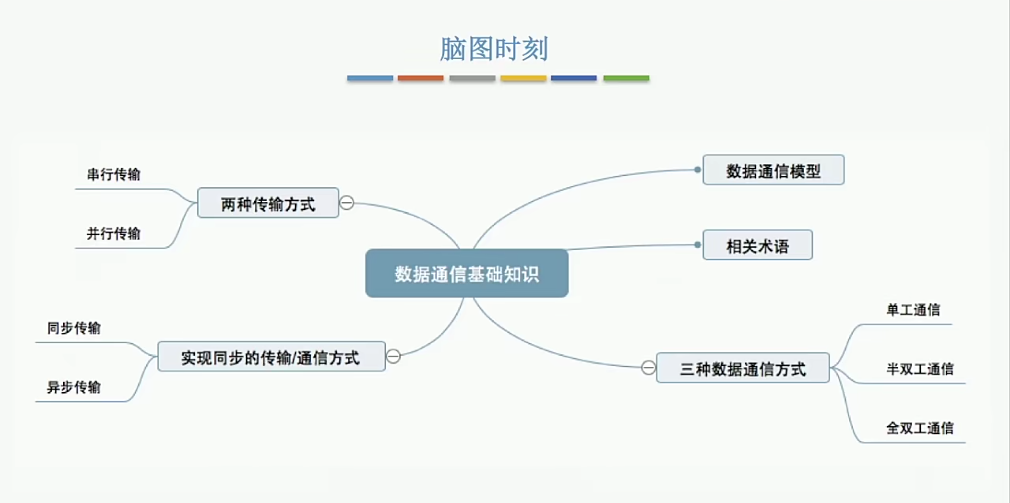 脑图时刻
串行传输
两种传输方式
并行传输
数据通信模型
相关术语
数据通信基础知识
同步传输
实现同步的传输/通信方式
异步传输
单工通信
三种数据通信方式
半双工通信
全双工通信